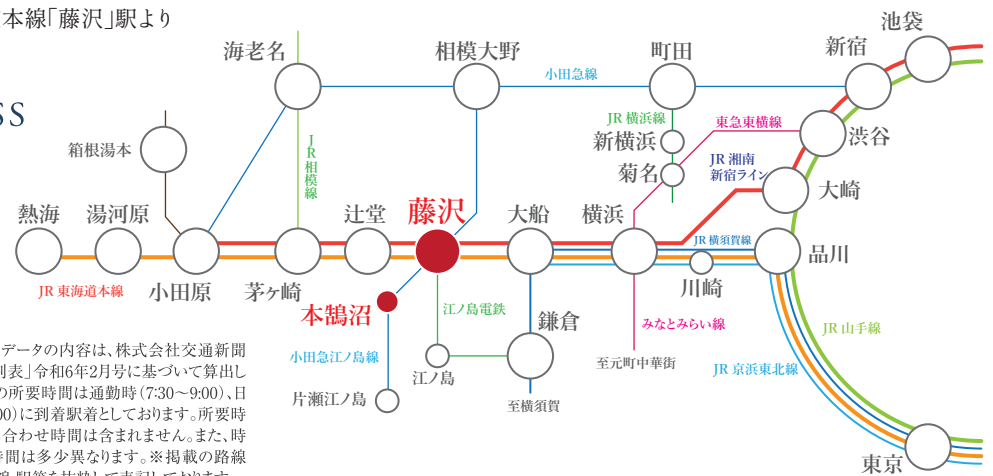 本線「藤沢」駅より
SS
池袋
新宿
海老名
相模大野
町田
小田急線
JR 横浜線
東急東横線
渋谷
新横浜
箱根湯本
JR相模線
菊名
JR 湘南
新宿ライン
大崎
熱海
湯河原
辻堂
藤沢
大船
横浜
JR 横須賀線
品川
JR 東海道本線
小田原
茅ヶ崎
川崎
本鵠沼
江ノ島電鉄
鎌倉
みなとみらい線
JR 山手線
小田急江ノ島線
至元町中華街
JR 京浜東北線
江ノ島
片瀬江ノ島
至横須賀
東京
データの内容は、株式会社交通新聞
刻表」令和6年2月号に基づいて算出し
の所要時間は通勤時(7:30〜9:00)、日
00)に到着駅着としております。所要時
合わせ時間は含まれません。また、時
時間は多少異なります。※掲載の路線